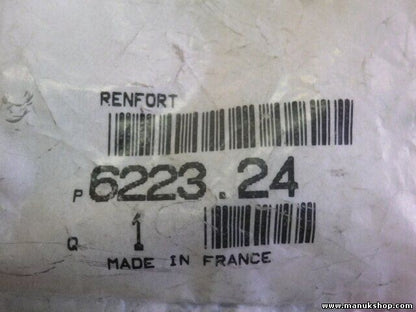 RENFORT
P 6223.24
Q 1
MADE IN FRANCE
www.manukshop.com